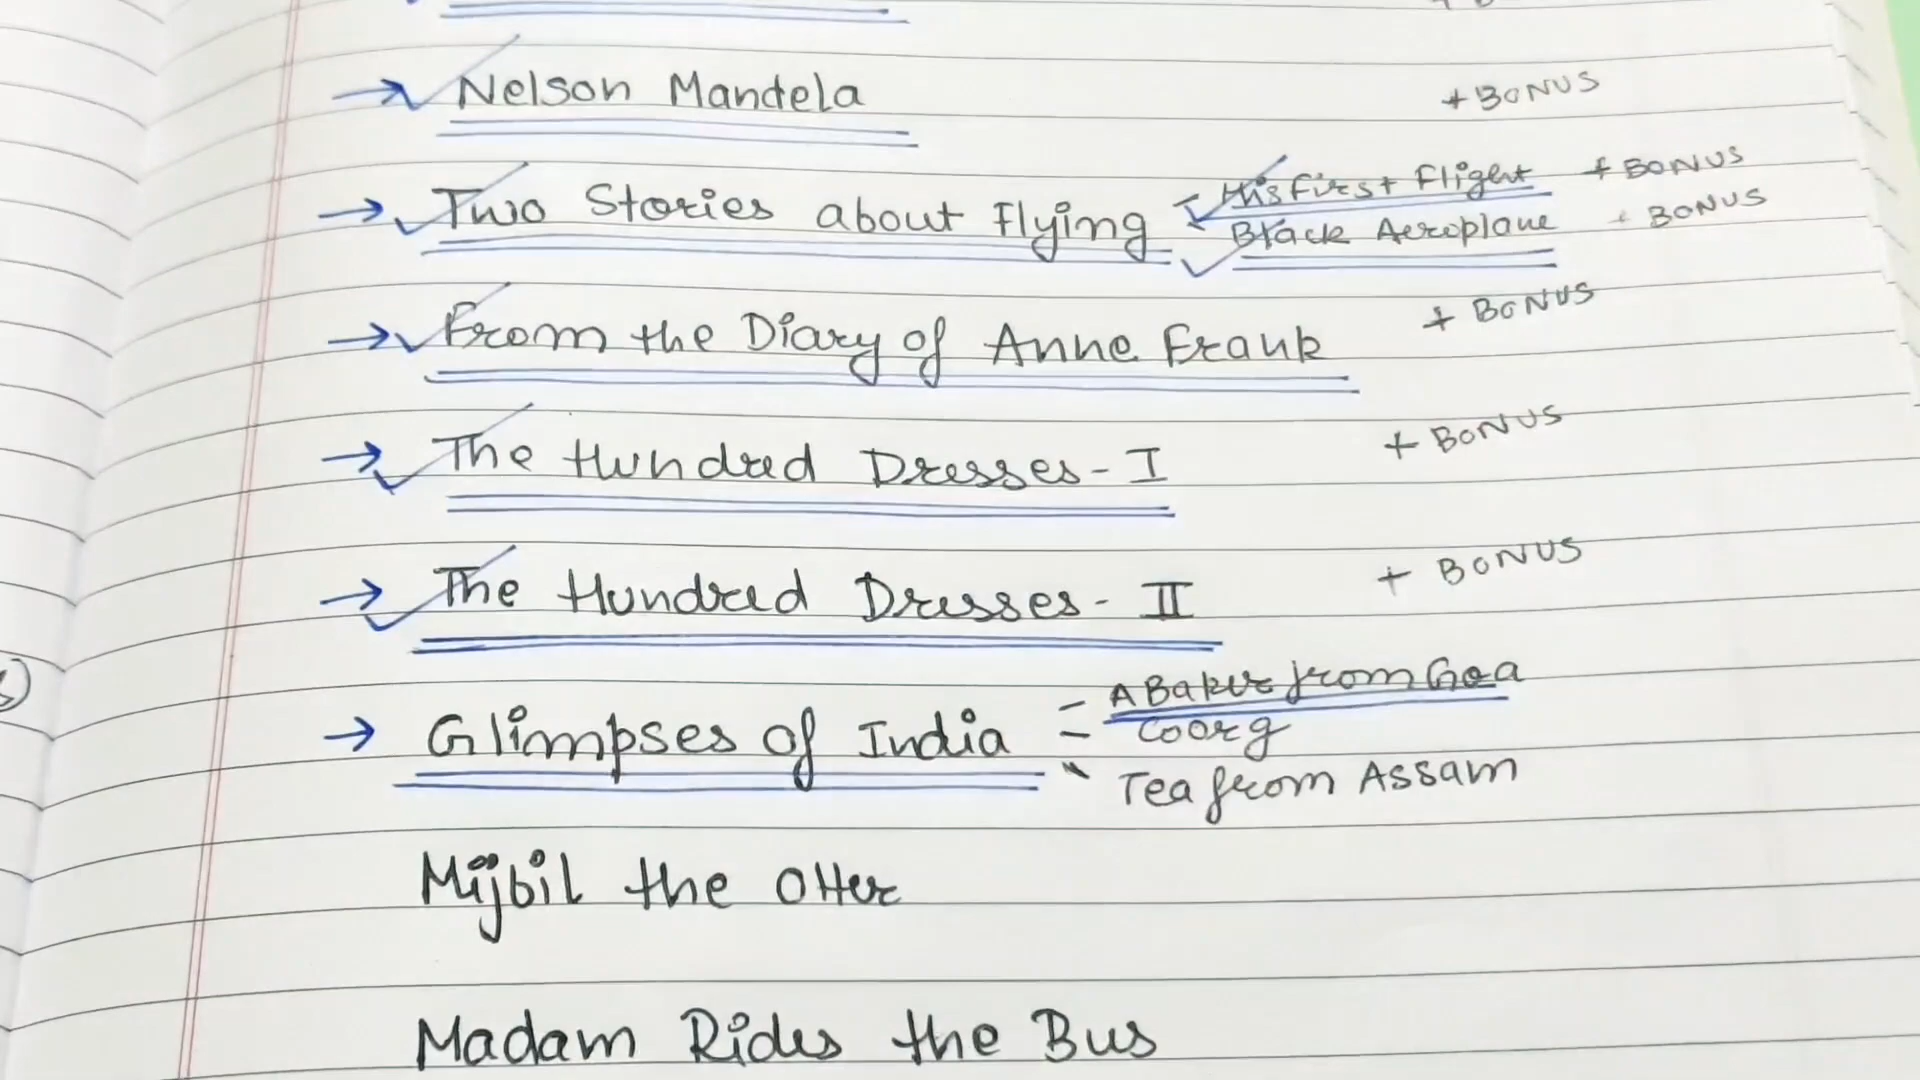 Nelson Mandela +BONUS
Two Stories about Flying His First Flight + BONUS
Black Aeroplane + BONUS
From the Diary of Anne Frank + BONUS
The Hundred Dresses - I + BONUS
The Hundred Dresses - II + BONUS
Glimpses of India - A Baker from Goa
- Coorg
- Tea from Assam
Mijbil the Otter
Madam Rides the Bus